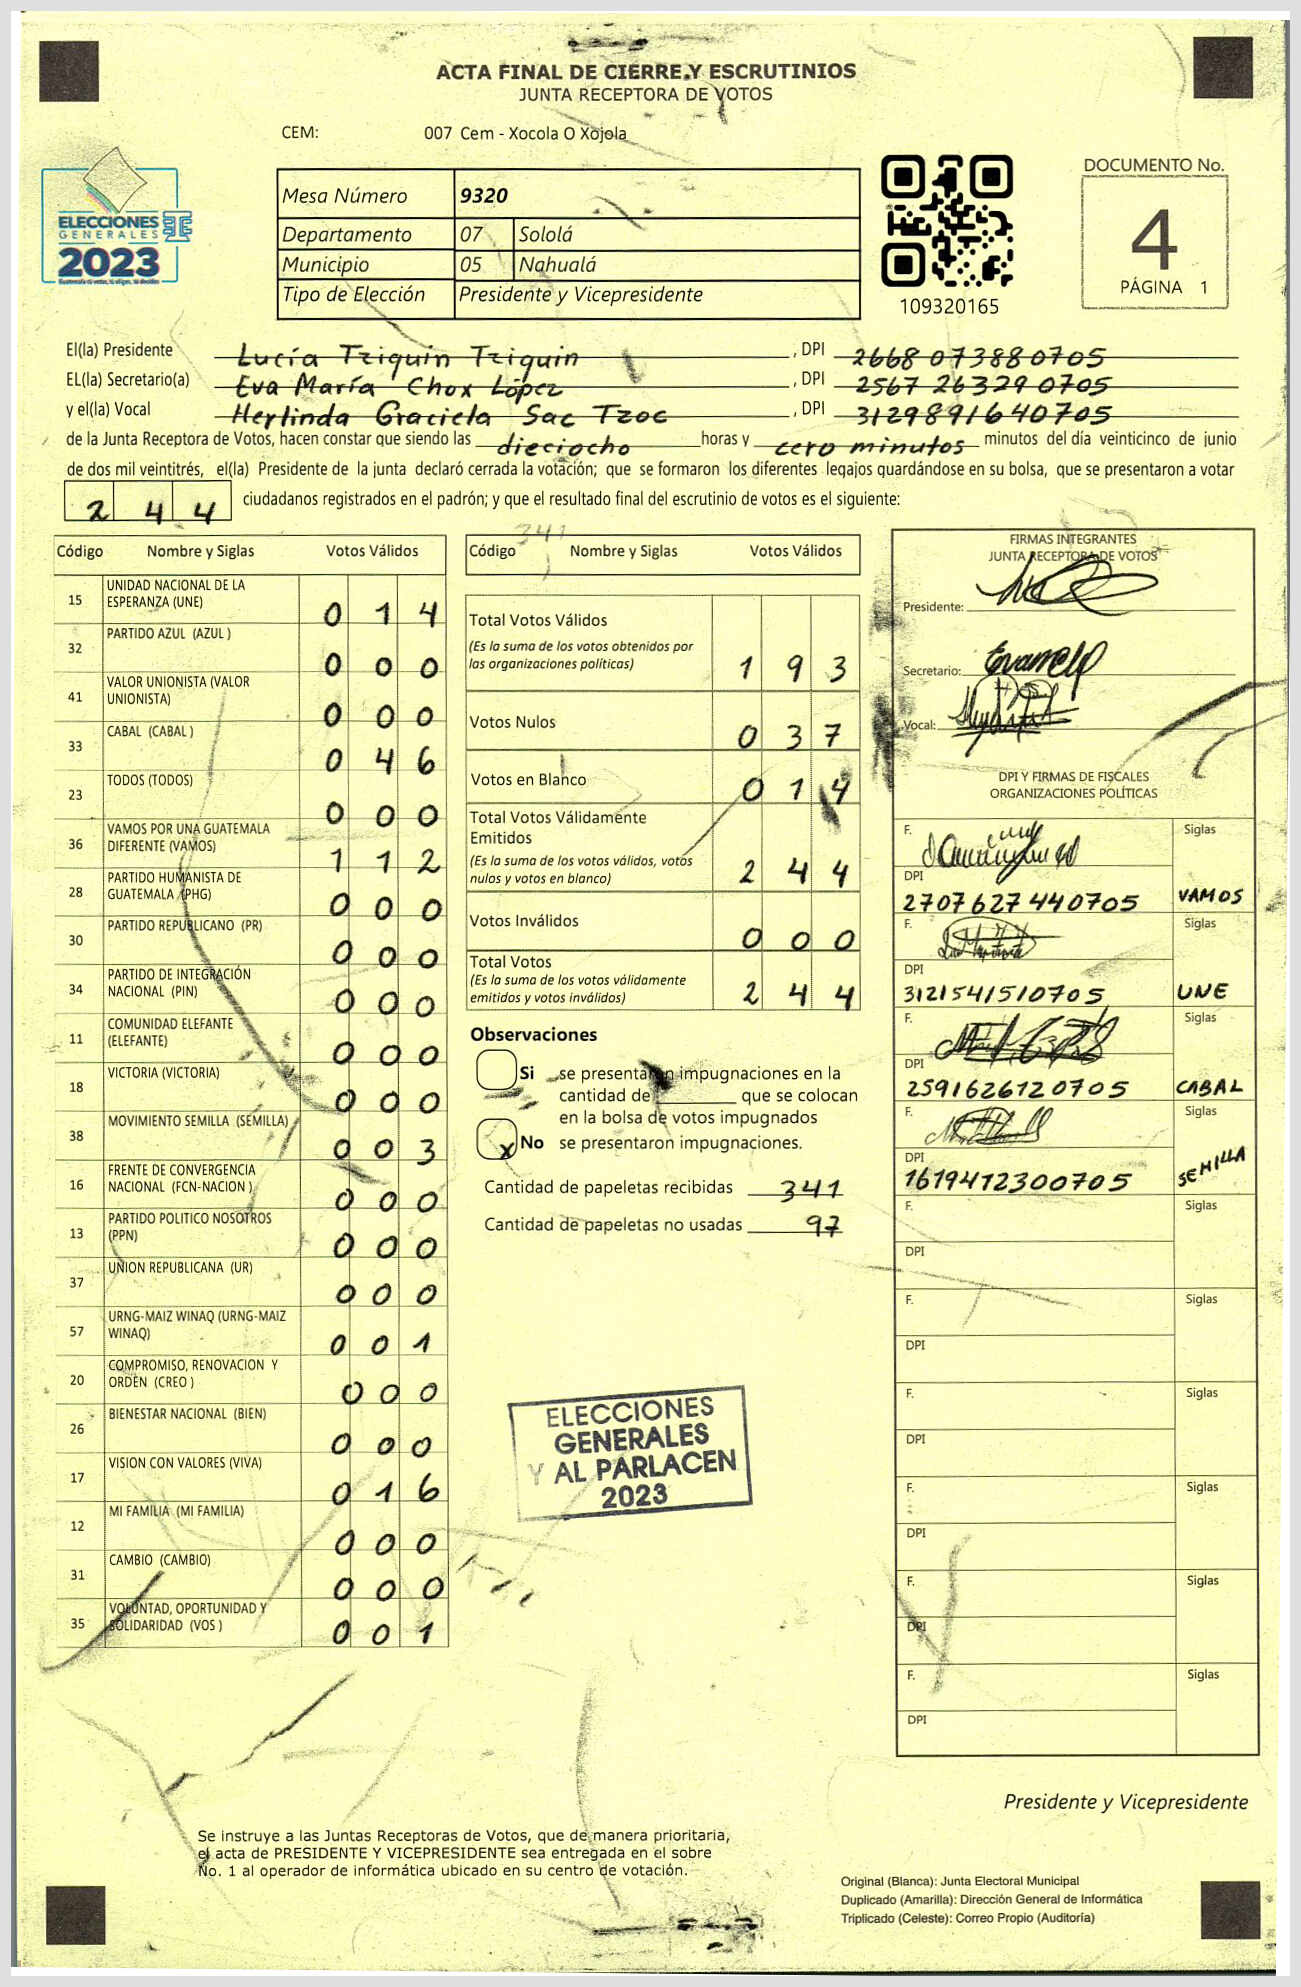 ACTA FINAL DE CIERRE Y ESCRUTINIOS
JUNTA RECEPTORA DE VOTOS
CEM: 007 Cem - Xocola O Xojola
ELECCIONES
GENERALES
2023
Mesa Número 9320
Departamento 07 Sololá
Municipio 05 Nahualá
Tipo de Elección Presidente y Vicepresidente
109320165
DOCUMENTO No.
4
PÁGINA 1
El(la) Presidente Lucía Tziquin Tziquin , DPI 2668 073880705
EL(la) Secretario(a) Eva María Chox López , DPI 2567 26329 0705
y el(la) Vocal Herlinda Graciela Sac Tzoc , DPI 3129891640705
de la Junta Receptora de Votos, hacen constar que siendo las dieciocho horas y cero minutos minutos del día veinticinco de junio
de dos mil veintitrés, el(la) Presidente de la junta declaró cerrada la votación; que se formaron los diferentes legajos quardándose en su bolsa, que se presentaron a votar
2 4 4 ciudadanos registrados en el padrón; y que el resultado final del escrutinio de votos es el siguiente:
341
Código Nombre y Siglas Votos Válidos
15 UNIDAD NACIONAL DE LA
ESPERANZA (UNE) 0 1 4
32 PARTIDO AZUL (AZUL ) 0 0 0
41 VALOR UNIONISTA (VALOR
UNIONISTA) 0 0 0
33 CABAL (CABAL ) 0 4 6
23 TODOS (TODOS) 0 0 0
36 VAMOS POR UNA GUATEMALA
DIFERENTE (VAMOS) 1 1 2
28 PARTIDO HUMANISTA DE
GUATEMALA (PHG) 0 0 0
30 PARTIDO REPUBLICANO (PR) 0 0 0
34 PARTIDO DE INTEGRACIÓN
NACIONAL (PIN) 0 0 0
11 COMUNIDAD ELEFANTE
(ELEFANTE) 0 0 0
18 VICTORIA (VICTORIA) 0 0 0
38 MOVIMIENTO SEMILLA (SEMILLA) 0 0 3
16 FRENTE DE CONVERGENCIA
NACIONAL (FCN-NACION ) 0 0 0
13 PARTIDO POLITICO NOSOTROS
(PPN) 0 0 0
37 UNION REPUBLICANA (UR) 0 0 0
57 URNG-MAIZ WINAQ (URNG-MAIZ
WINAQ) 0 0 1
20 COMPROMISO, RENOVACION Y
ORDEN (CREO ) 0 0 0
26 BIENESTAR NACIONAL (BIEN) 0 0 0
17 VISION CON VALORES (VIVA) 0 1 6
12 MI FAMILIA (MI FAMILIA) 0 0 0
31 CAMBIO (CAMBIO) 0 0 0
35 VOLUNTAD, OPORTUNIDAD Y
SOLIDARIDAD (VOS ) 0 0 1
Código Nombre y Siglas Votos Válidos
Total Votos Válidos
(Es la suma de los votos obtenidos por
las organizaciones políticas) 1 9 3
Votos Nulos 0 3 7
Votos en Blanco 0 1 4
Total Votos Válidamente
Emitidos
(Es la suma de los votos válidos, votos
nulos y votos en blanco) 2 4 4
Votos Inválidos 0 0 0
Total Votos
(Es la suma de los votos válidamente
emitidos y votos inválidos) 2 4 4
Observaciones
Si se presentaron impugnaciones en la
cantidad de ________ que se colocan
en la bolsa de votos impugnados
X No se presentaron impugnaciones.
Cantidad de papeletas recibidas 341
Cantidad de papeletas no usadas 97
ELECCIONES
GENERALES
Y AL PARLACEN
2023
FIRMAS INTEGRANTES
JUNTA RECEPTORA DE VOTOS
Presidente:
Secretario:
Vocal:
DPI Y FIRMAS DE FISCALES
ORGANIZACIONES POLÍTICAS
F. Siglas
DPI
2707627440705 VAMOS
F. Siglas
DPI
3121541510705 UNE
F. Siglas
DPI
2591626120705 CABAL
F. Siglas
DPI
1619412300705 SEMILLA
F. Siglas
DPI
F. Siglas
DPI
F. Siglas
DPI
F. Siglas
DPI
F. Siglas
DPI
F. Siglas
DPI
Presidente y Vicepresidente
Se instruye a las Juntas Receptoras de Votos, que de manera prioritaria,
el acta de PRESIDENTE Y VICEPRESIDENTE sea entregada en el sobre
No. 1 al operador de informática ubicado en su centro de votación.
Original (Blanca): Junta Electoral Municipal
Duplicado (Amarilla): Dirección General de Informática
Triplicado (Celeste): Correo Propio (Auditoría)